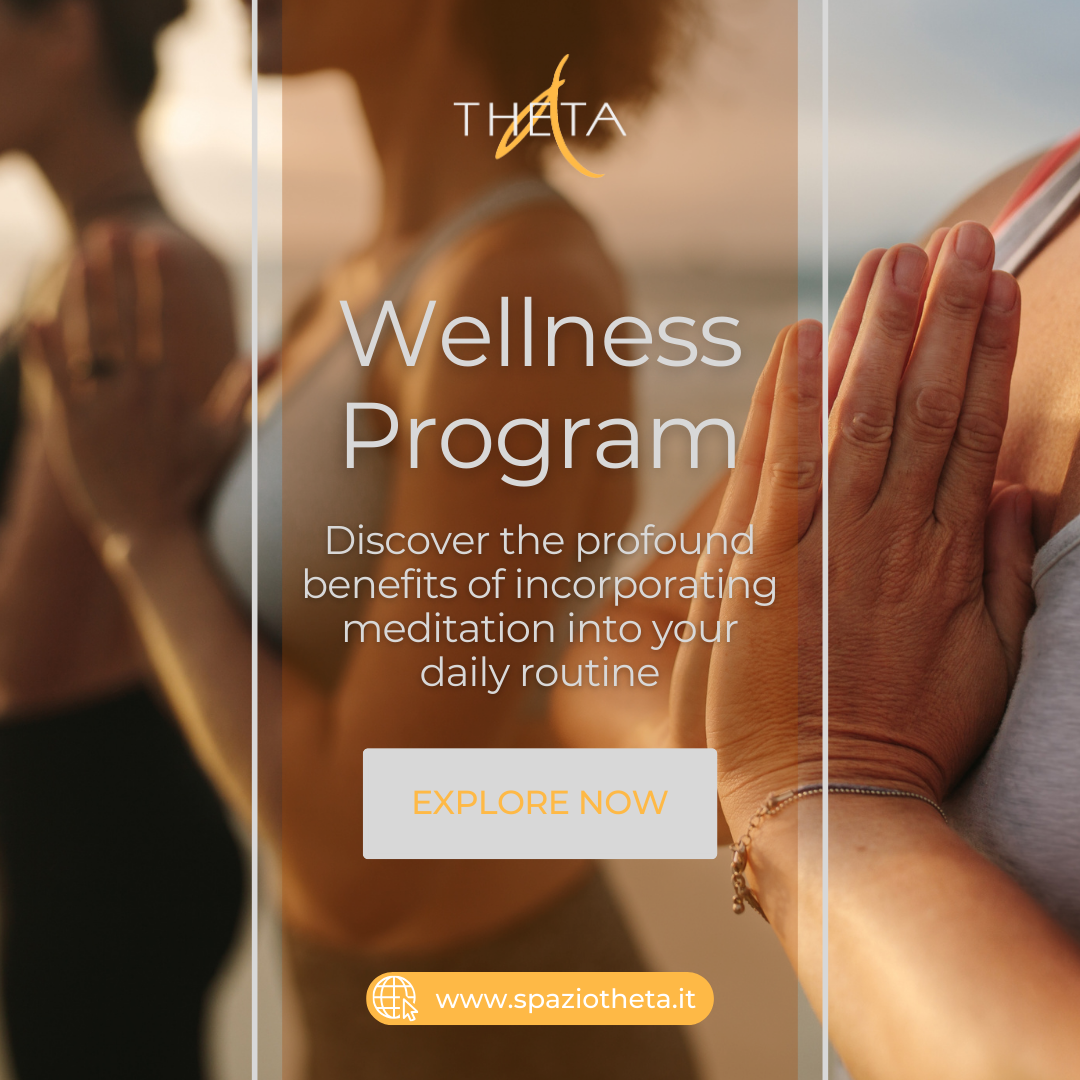 THETA
Wellness
Program
Discover the profound
benefits of incorporating
meditation into your
daily routine
EXPLORE NOW
www.spaziotheta.it